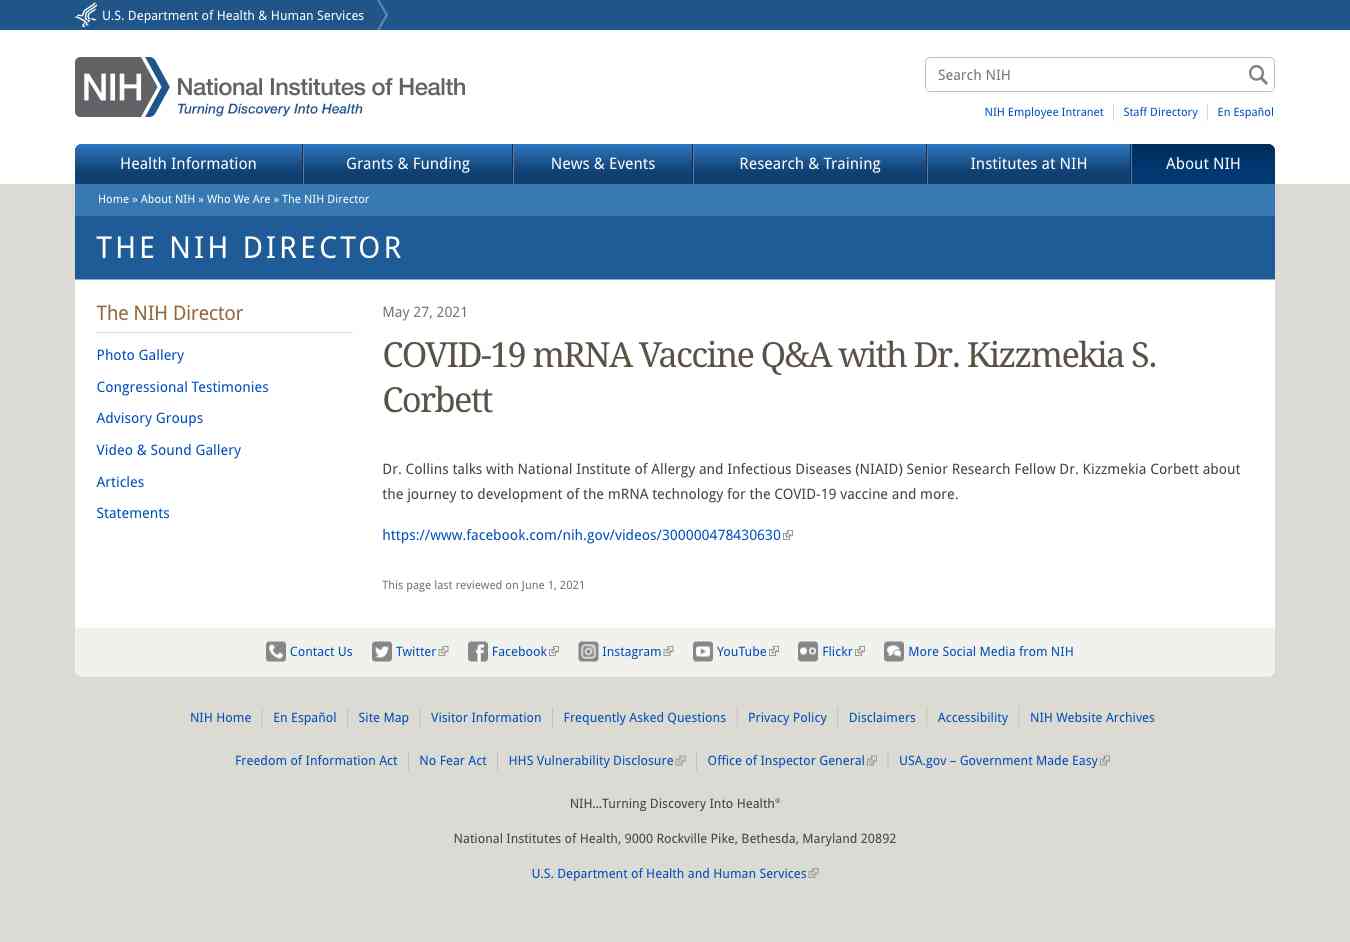 U.S. Department of Health & Human Services
NIH National Institutes of Health
Turning Discovery Into Health
Search NIH
NIH Employee Intranet
Staff Directory
En Español
Health Information
Grants & Funding
News & Events
Research & Training
Institutes at NIH
About NIH
Home » About NIH » Who We Are » The NIH Director
THE NIH DIRECTOR
The NIH Director
Photo Gallery
Congressional Testimonies
Advisory Groups
Video & Sound Gallery
Articles
Statements
May 27, 2021
COVID-19 mRNA Vaccine Q&A with Dr. Kizzmekia S.
Corbett
Dr. Collins talks with National Institute of Allergy and Infectious Diseases (NIAID) Senior Research Fellow Dr. Kizzmekia Corbett about
the journey to development of the mRNA technology for the COVID-19 vaccine and more.
https://www.facebook.com/nih.gov/videos/300000478430630
This page last reviewed on June 1, 2021
Contact Us
Twitter
Facebook
Instagram
YouTube
Flickr
More Social Media from NIH
NIH Home
En Español
Site Map
Visitor Information
Frequently Asked Questions
Privacy Policy
Disclaimers
Accessibility
NIH Website Archives
Freedom of Information Act
No Fear Act
HHS Vulnerability Disclosure
Office of Inspector General
USA.gov – Government Made Easy
NIH…Turning Discovery Into Health®
National Institutes of Health, 9000 Rockville Pike, Bethesda, Maryland 20892
U.S. Department of Health and Human Services